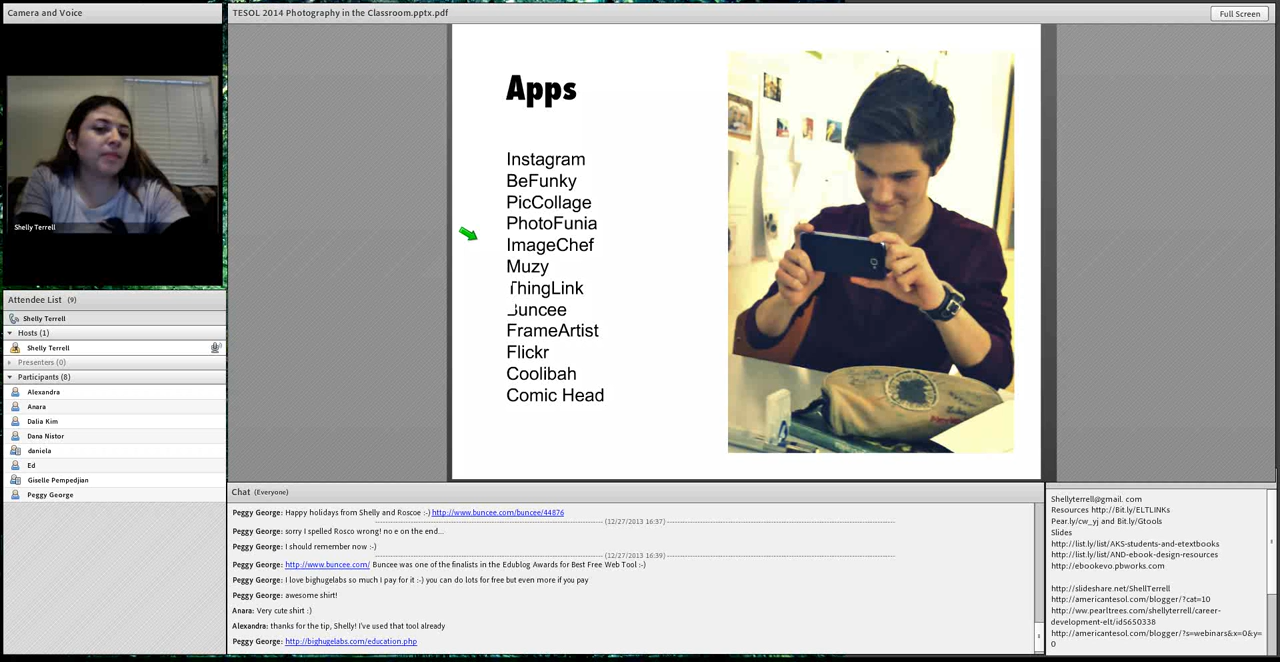 Camera and Voice
TESOL 2014 Photography in the Classroom.pptx.pdf
Full Screen
Shelly Terrell
Attendee List (9)
Shelly Terrell
Hosts (1)
Shelly Terrell
Presenters (0)
Participants (8)
Alexandra
Anara
Dalia Kim
Dana Nistor
daniela
Ed
Giselle Pempedjian
Peggy George
Apps
Instagram
BeFunky
PicCollage
PhotoFunia
ImageChef
Muzy
ThingLink
Buncee
FrameArtist
Flickr
Coolibah
Comic Head
Chat (Everyone)
Peggy George: Happy holidays from Shelly and Roscoe :-) http://www.buncee.com/buncee/44876
(12/27/2013 16:37)
Peggy George: sorry I spelled Rosco wrong! no e on the end...
Peggy George: I should remember now :-)
(12/27/2013 16:39)
Peggy George: http://www.buncee.com/ Buncee was one of the finalists in the Edublog Awards for Best Free Web Tool :-)
Peggy George: I love bighugelabs so much I pay for it :-) you can do lots for free but even more if you pay
Peggy George: awesome shirt!
Anara: Very cute shirt :)
Alexandra: thanks for the tip, Shelly! I've used that tool already
Peggy George: http://bighugelabs.com/education.php
Shellyterrell@gmail. com
Resources http://Bit.ly/ELTLINKs
Pear.ly/cw_yj and Bit.ly/Gtools
Slides
http://list.ly/list/AKS-students-and-etextbooks
http://list.ly/list/AND-ebook-design-resources
http://ebookevo.pbworks.com
http://slideshare.net/ShellTerrell
http://americantesol.com/blogger/?cat=10
http://ww.pearltrees.com/shellyterrell/career-
development-elt/id5650338
http://americantesol.com/blogger/?s=webinars&x=0&y=
0